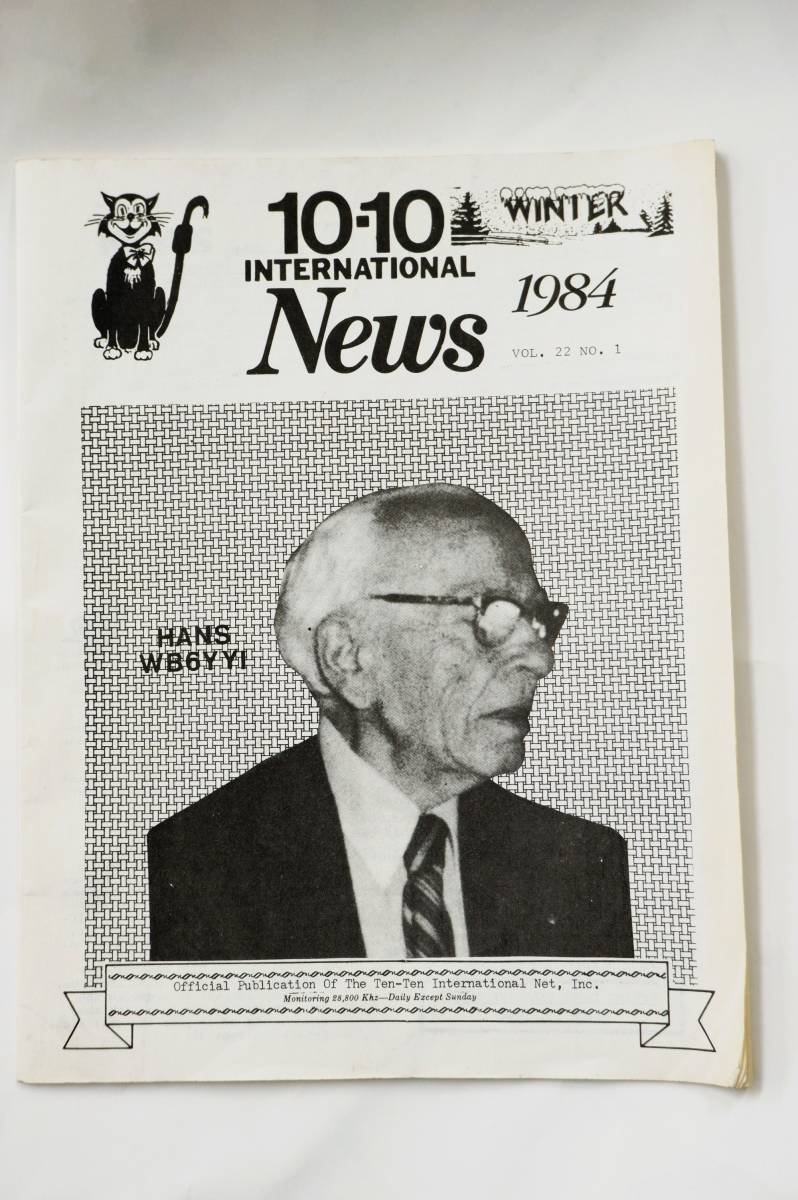 10-10
WINTER
INTERNATIONAL
News
1984
VOL. 22 NO. 1
HANS
WB6YYI
Official Publication Of The Ten-Ten International Net, Inc.
Monitoring 28,800 Khz—Daily Except Sunday